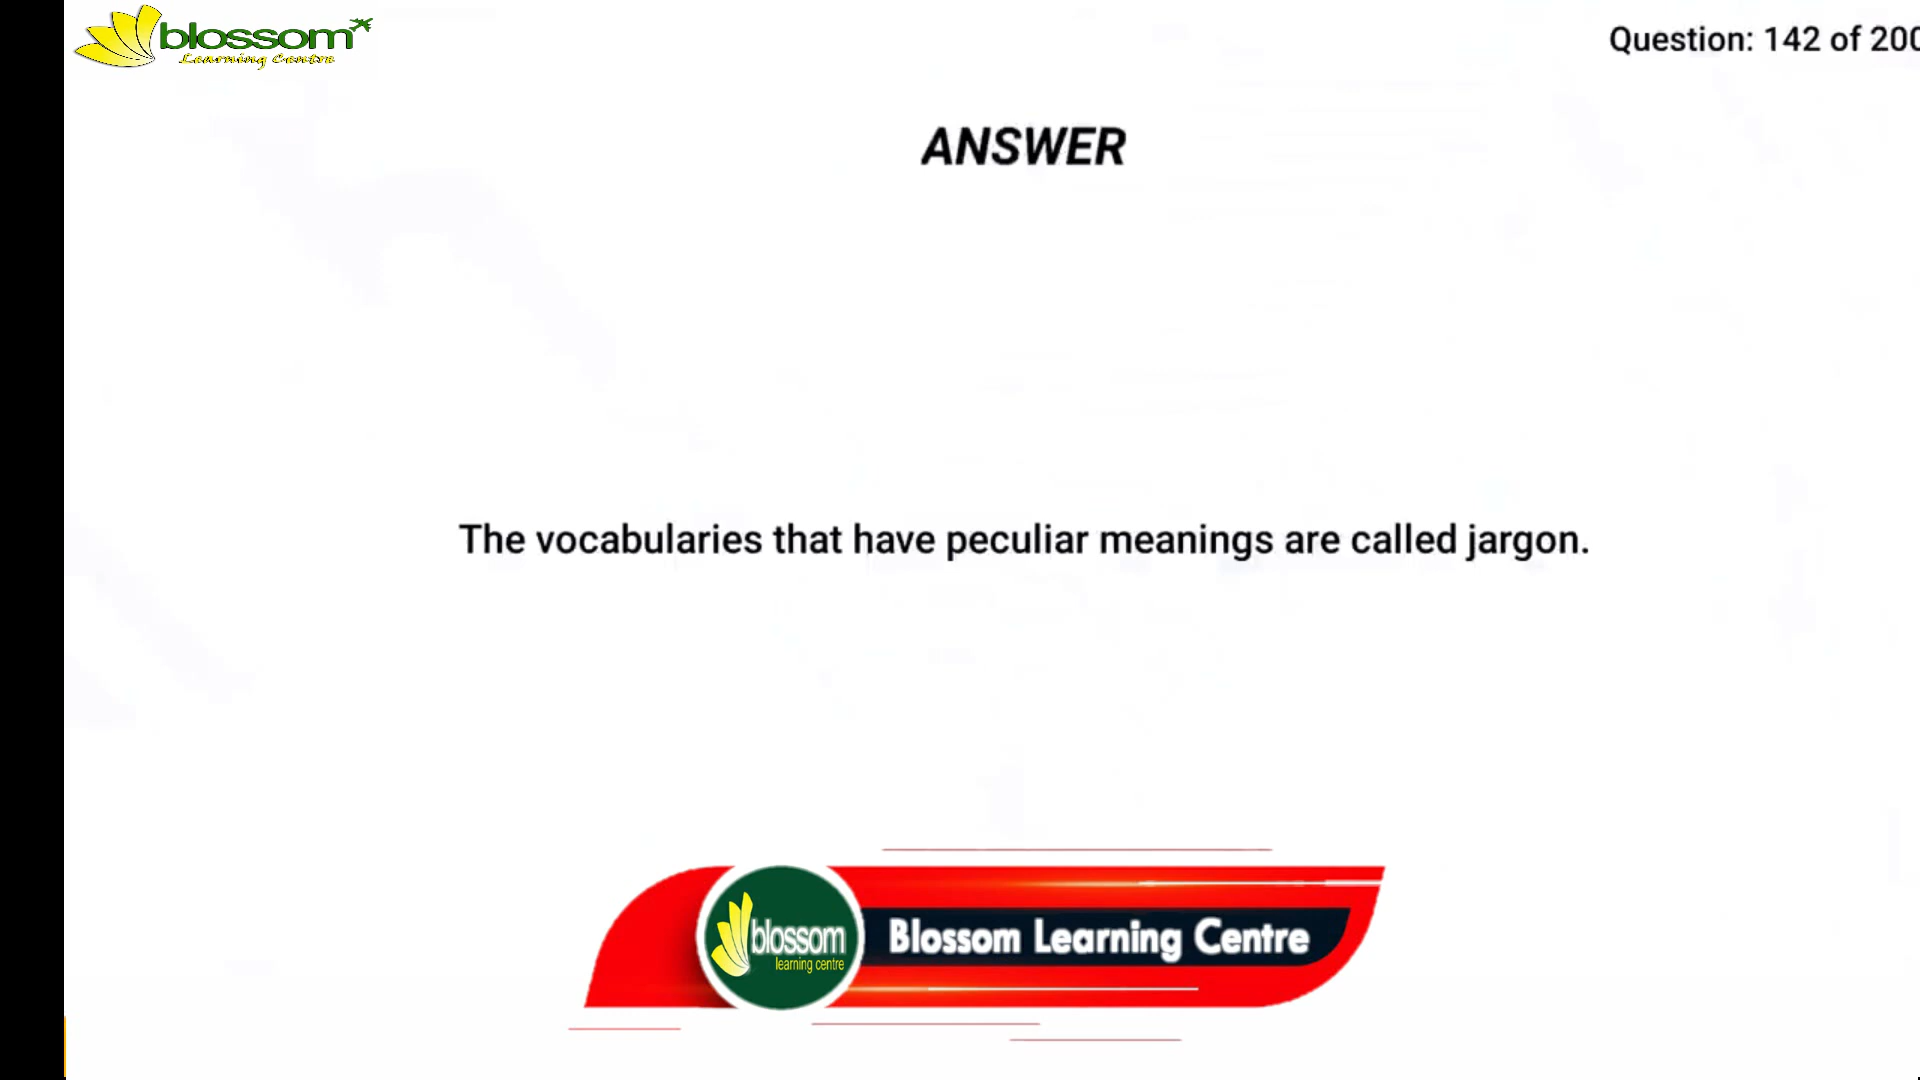 blossom
Learning Centre
Question: 142 of 200
ANSWER
The vocabularies that have peculiar meanings are called jargon.
blossom
learning centre
Blossom Learning Centre